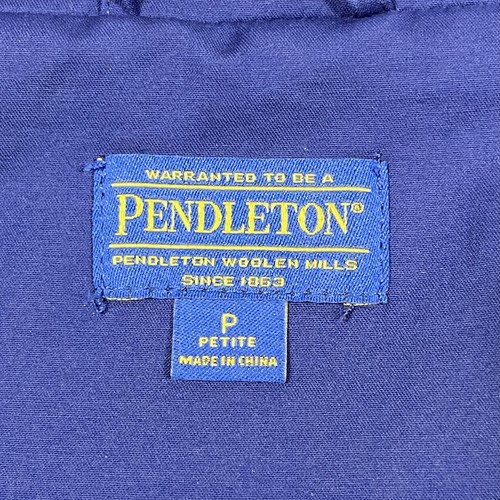 WARRANTED TO BE A
PENDLETON®
PENDLETON WOOLEN MILLS
SINCE 1863
P
PETITE
MADE IN CHINA